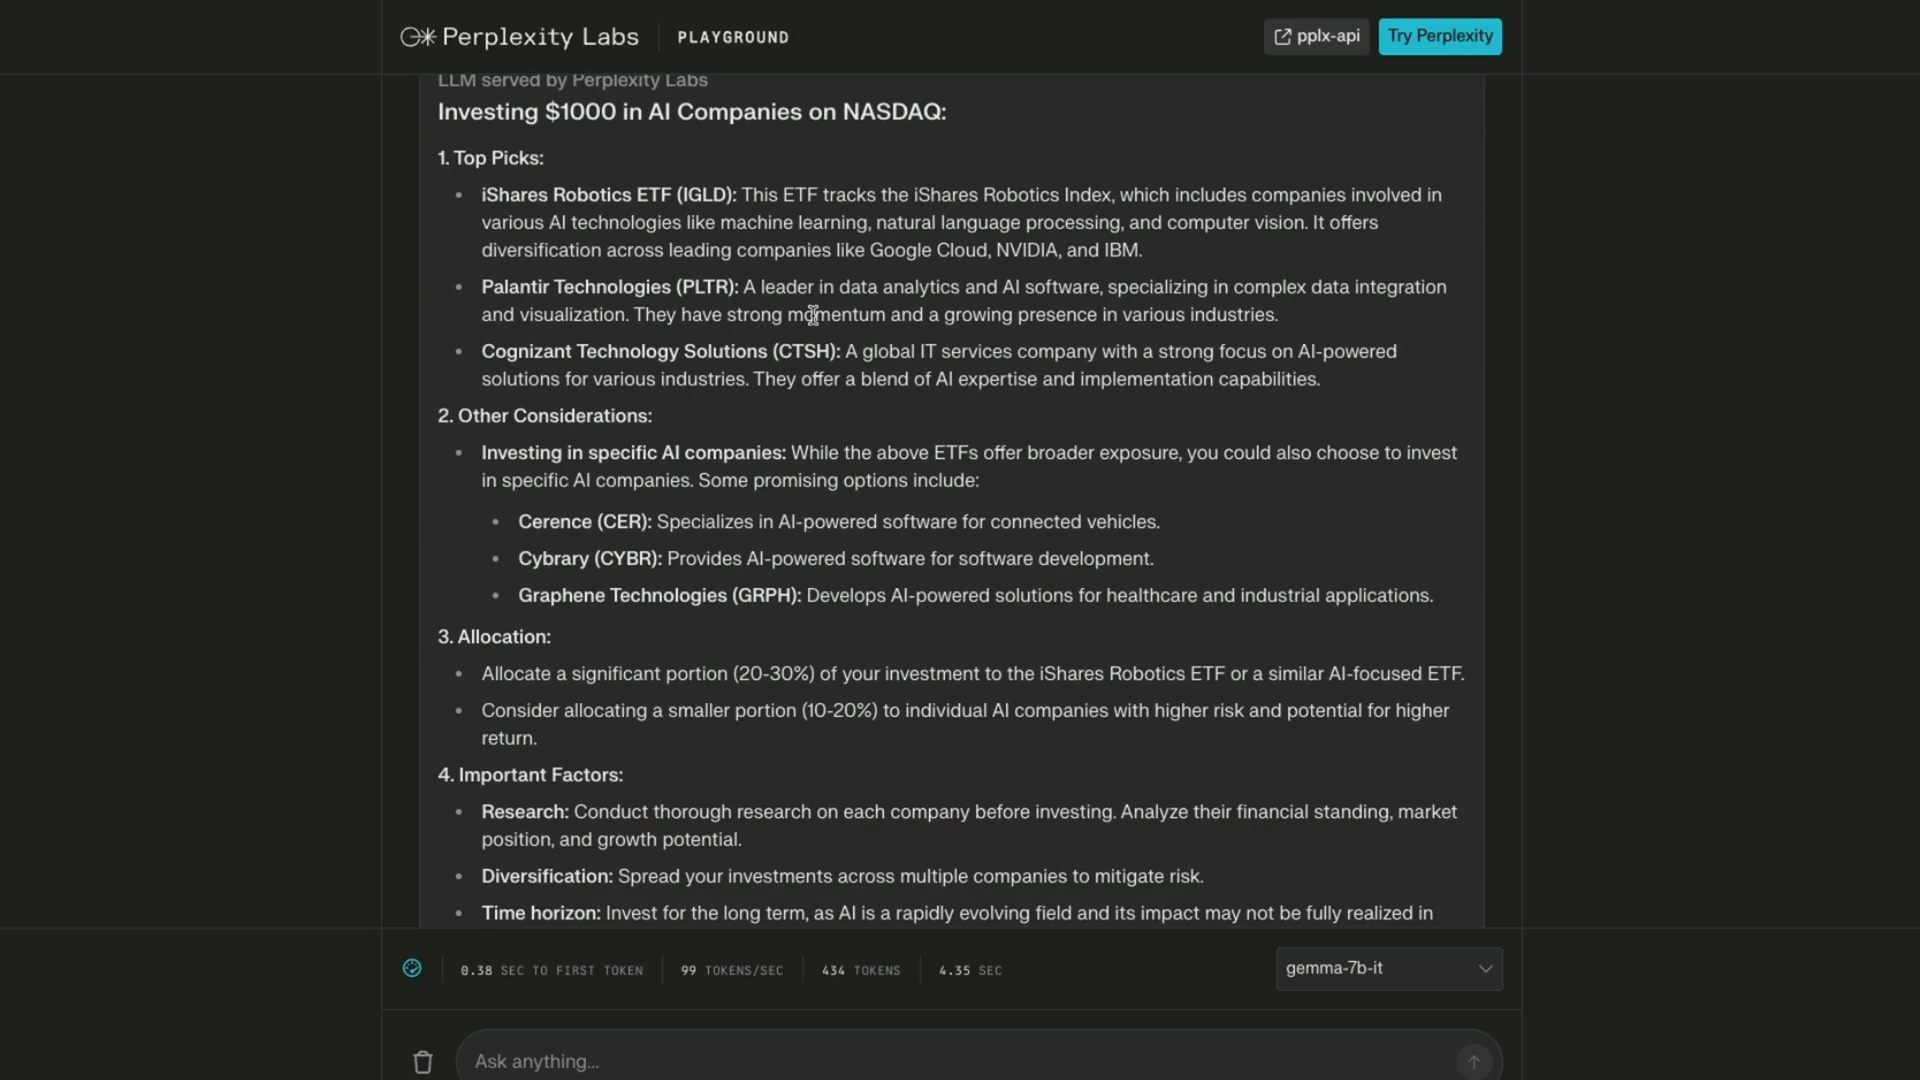 Perplexity Labs
PLAYGROUND
pplx-api
Try Perplexity
LLM served by Perplexity Labs
Investing $1000 in AI Companies on NASDAQ:
1. Top Picks:
• iShares Robotics ETF (IGLD): This ETF tracks the iShares Robotics Index, which includes companies involved in
various AI technologies like machine learning, natural language processing, and computer vision. It offers
diversification across leading companies like Google Cloud, NVIDIA, and IBM.
• Palantir Technologies (PLTR): A leader in data analytics and AI software, specializing in complex data integration
and visualization. They have strong momentum and a growing presence in various industries.
• Cognizant Technology Solutions (CTSH): A global IT services company with a strong focus on AI-powered
solutions for various industries. They offer a blend of AI expertise and implementation capabilities.
2. Other Considerations:
• Investing in specific AI companies: While the above ETFs offer broader exposure, you could also choose to invest
in specific AI companies. Some promising options include:
• Cerence (CER): Specializes in AI-powered software for connected vehicles.
• Cybrary (CYBR): Provides AI-powered software for software development.
• Graphene Technologies (GRPH): Develops AI-powered solutions for healthcare and industrial applications.
3. Allocation:
• Allocate a significant portion (20-30%) of your investment to the iShares Robotics ETF or a similar AI-focused ETF.
• Consider allocating a smaller portion (10-20%) to individual AI companies with higher risk and potential for higher
return.
4. Important Factors:
• Research: Conduct thorough research on each company before investing. Analyze their financial standing, market
position, and growth potential.
• Diversification: Spread your investments across multiple companies to mitigate risk.
• Time horizon: Invest for the long term, as AI is a rapidly evolving field and its impact may not be fully realized in
0.38 SEC TO FIRST TOKEN
99 TOKENS/SEC
434 TOKENS
4.35 SEC
gemma-7b-it
Ask anything...